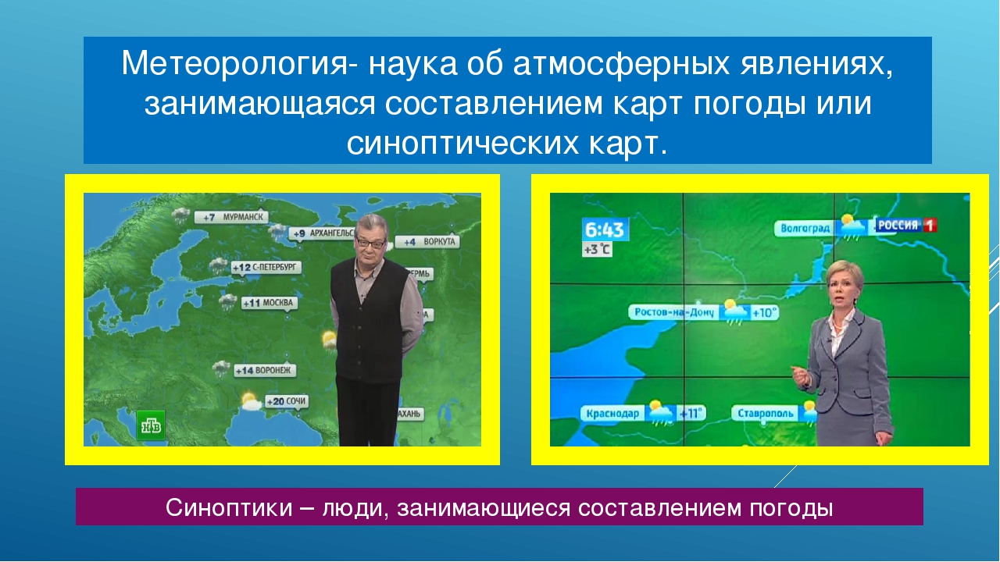 Метеорология- наука об атмосферных явлениях,
занимающаяся составлением карт погоды или
синоптических карт.
+7 МУРМАНСК
+9 АРХАНГЕЛЬС
+4 ВОРКУТА
+12 С-ПЕТЕРБУРГ
ЕРМЬ
+11 МОСКВА
+14 ВОРОНЕЖ
+20 СОЧИ
АХАНЬ
НТВ
6:43
+3°C
Волгоград
РОССИЯ 1
Ростов-на-Дону +10°
Краснодар +11°
Ставрополь
Синоптики – люди, занимающиеся составлением погоды